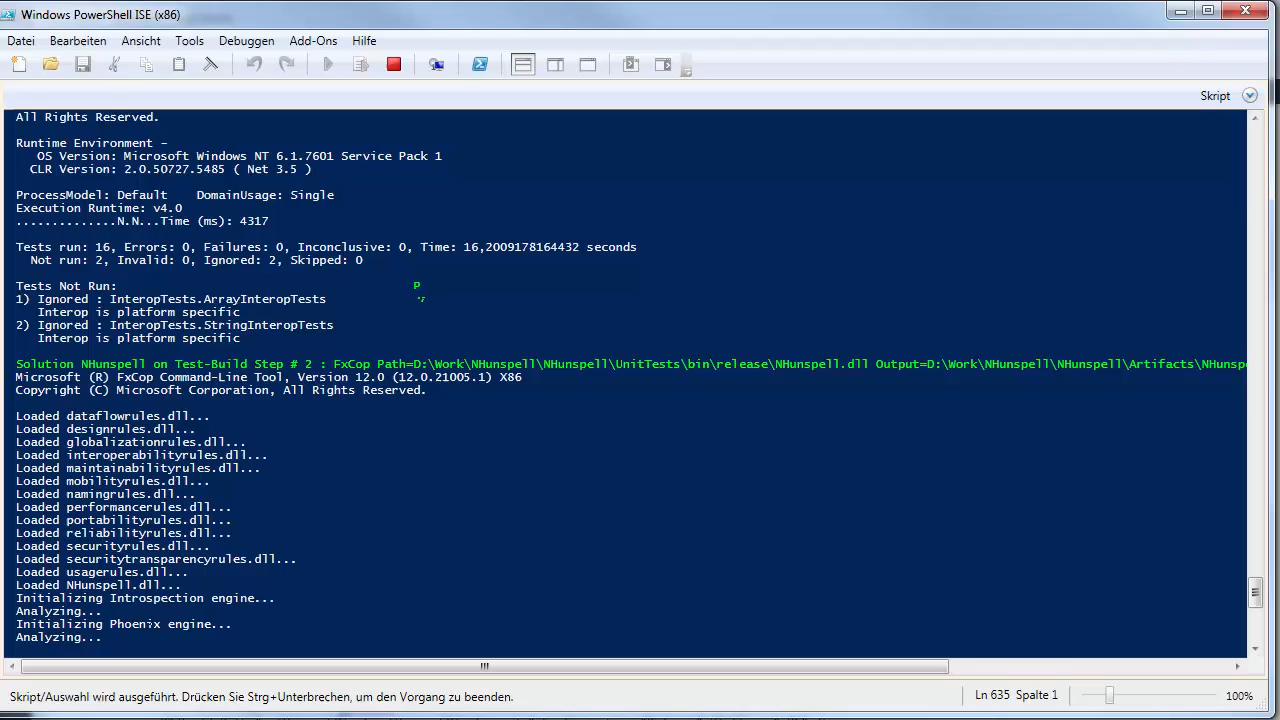 Windows PowerShell ISE (x86)
Datei Bearbeiten Ansicht Tools Debuggen Add-Ons Hilfe
Skript
All Rights Reserved.
Runtime Environment -
OS Version: Microsoft Windows NT 6.1.7601 Service Pack 1
CLR Version: 2.0.50727.5485 ( Net 3.5 )
ProcessModel: Default DomainUsage: Single
Execution Runtime: v4.0
..............N.N...Time (ms): 4317
Tests run: 16, Errors: 0, Failures: 0, Inconclusive: 0, Time: 16,2009178164432 seconds
Not run: 2, Invalid: 0, Ignored: 2, Skipped: 0
Tests Not Run:
P
1) Ignored : InteropTests.ArrayInteropTests
Interop is platform specific
2) Ignored : InteropTests.StringInteropTests
Interop is platform specific
Solution NHunspell on Test-Build Step # 2 : FxCop Path=D:\Work\NHunspell\NHunspell\UnitTests\bin\release\NHunspell.dll Output=D:\Work\NHunspell\NHunspell\Artifacts\NHunspe
Microsoft (R) FxCop Command-Line Tool, Version 12.0 (12.0.21005.1) X86
Copyright (C) Microsoft Corporation, All Rights Reserved.
Loaded dataflowrules.dll...
Loaded designrules.dll...
Loaded globalizationrules.dll...
Loaded interoperabilityrules.dll...
Loaded maintainabilityrules.dll...
Loaded mobilityrules.dll...
Loaded namingrules.dll...
Loaded performancerules.dll...
Loaded portabilityrules.dll...
Loaded reliabilityrules.dll...
Loaded securityrules.dll...
Loaded securitytransparencyrules.dll...
Loaded usagerules.dll...
Loaded NHunspell.dll...
Initializing Introspection engine...
Analyzing...
Initializing Phoenix engine...
Analyzing...
Skript/Auswahl wird ausgeführt. Drücken Sie Strg+Unterbrechen, um den Vorgang zu beenden.
Ln 635 Spalte 1
100%